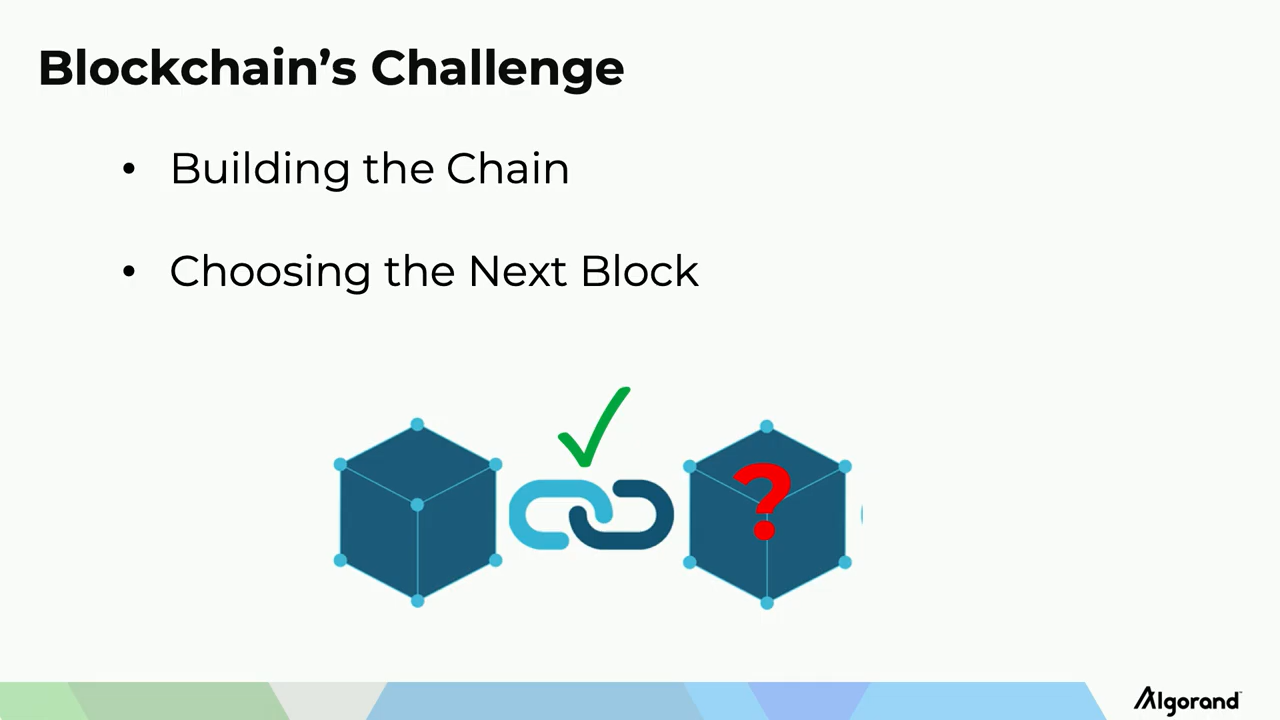 Blockchain’s Challenge
• Building the Chain
• Choosing the Next Block
?
Algorand